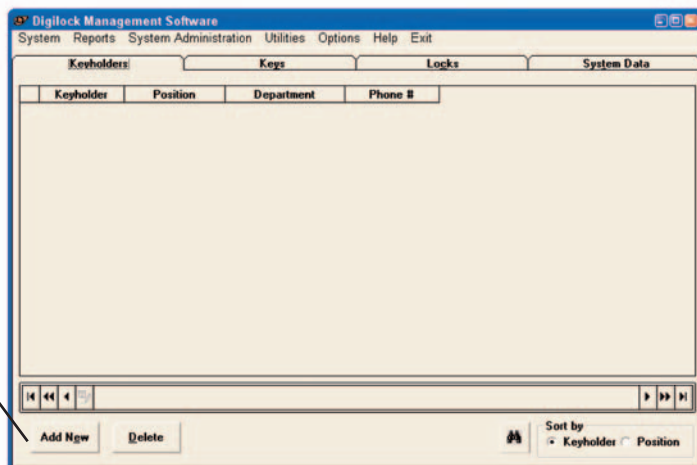 Digilock Management Software
System Reports System Administration Utilities Options Help Exit
Keyholders Keys Locks System Data
Keyholder Position Department Phone #
Add New Delete
Sort by
Keyholder Position